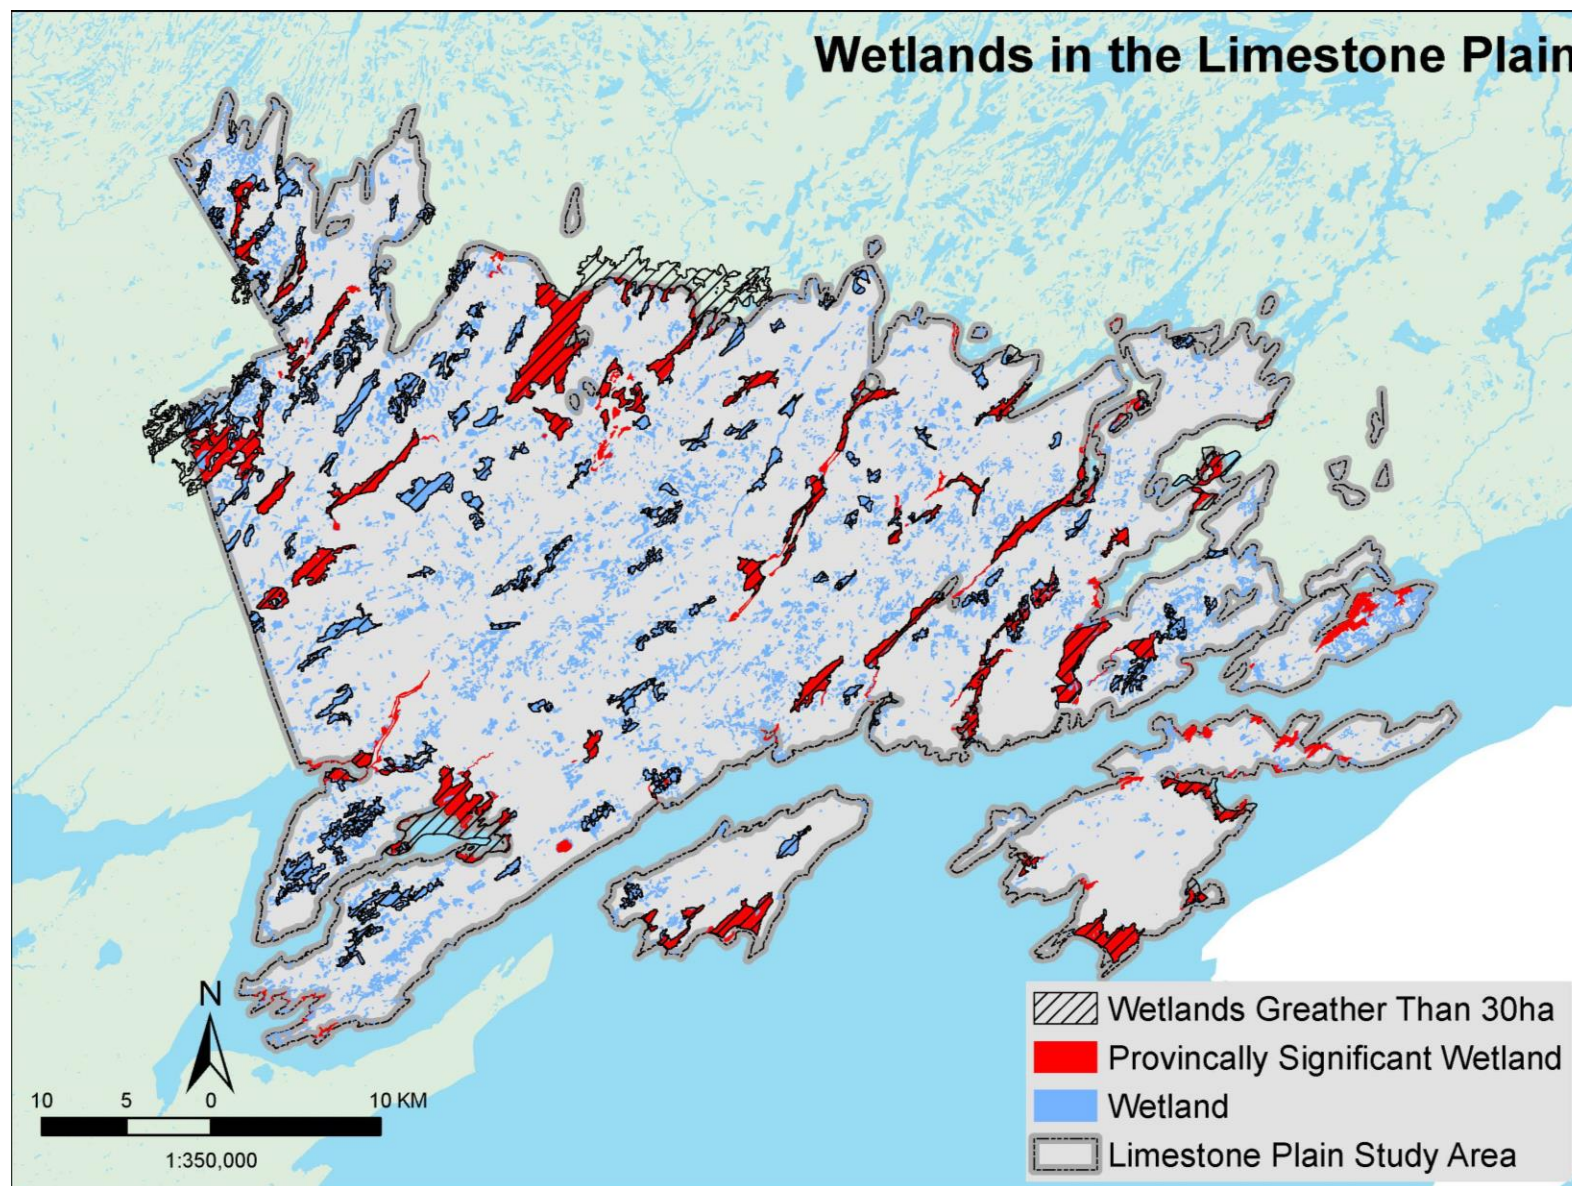 Wetlands in the Limestone Plain
N
10 5 0 10 KM
1:350,000
Wetlands Greather Than 30ha
Provincally Significant Wetland
Wetland
Limestone Plain Study Area